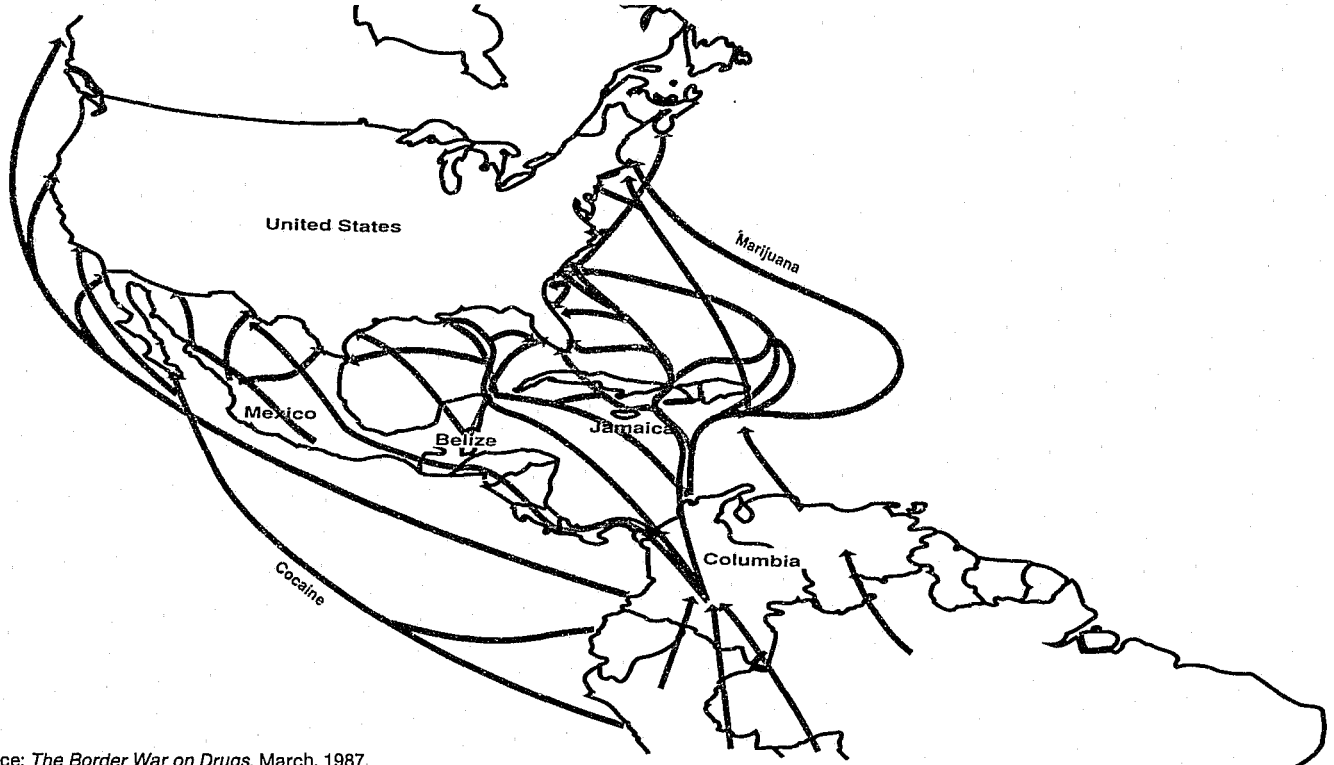 United States
Marijuana
Mexico
Belize
Jamaica
Columbia
Cocaine
ce: The Border War on Drugs, March, 1987.